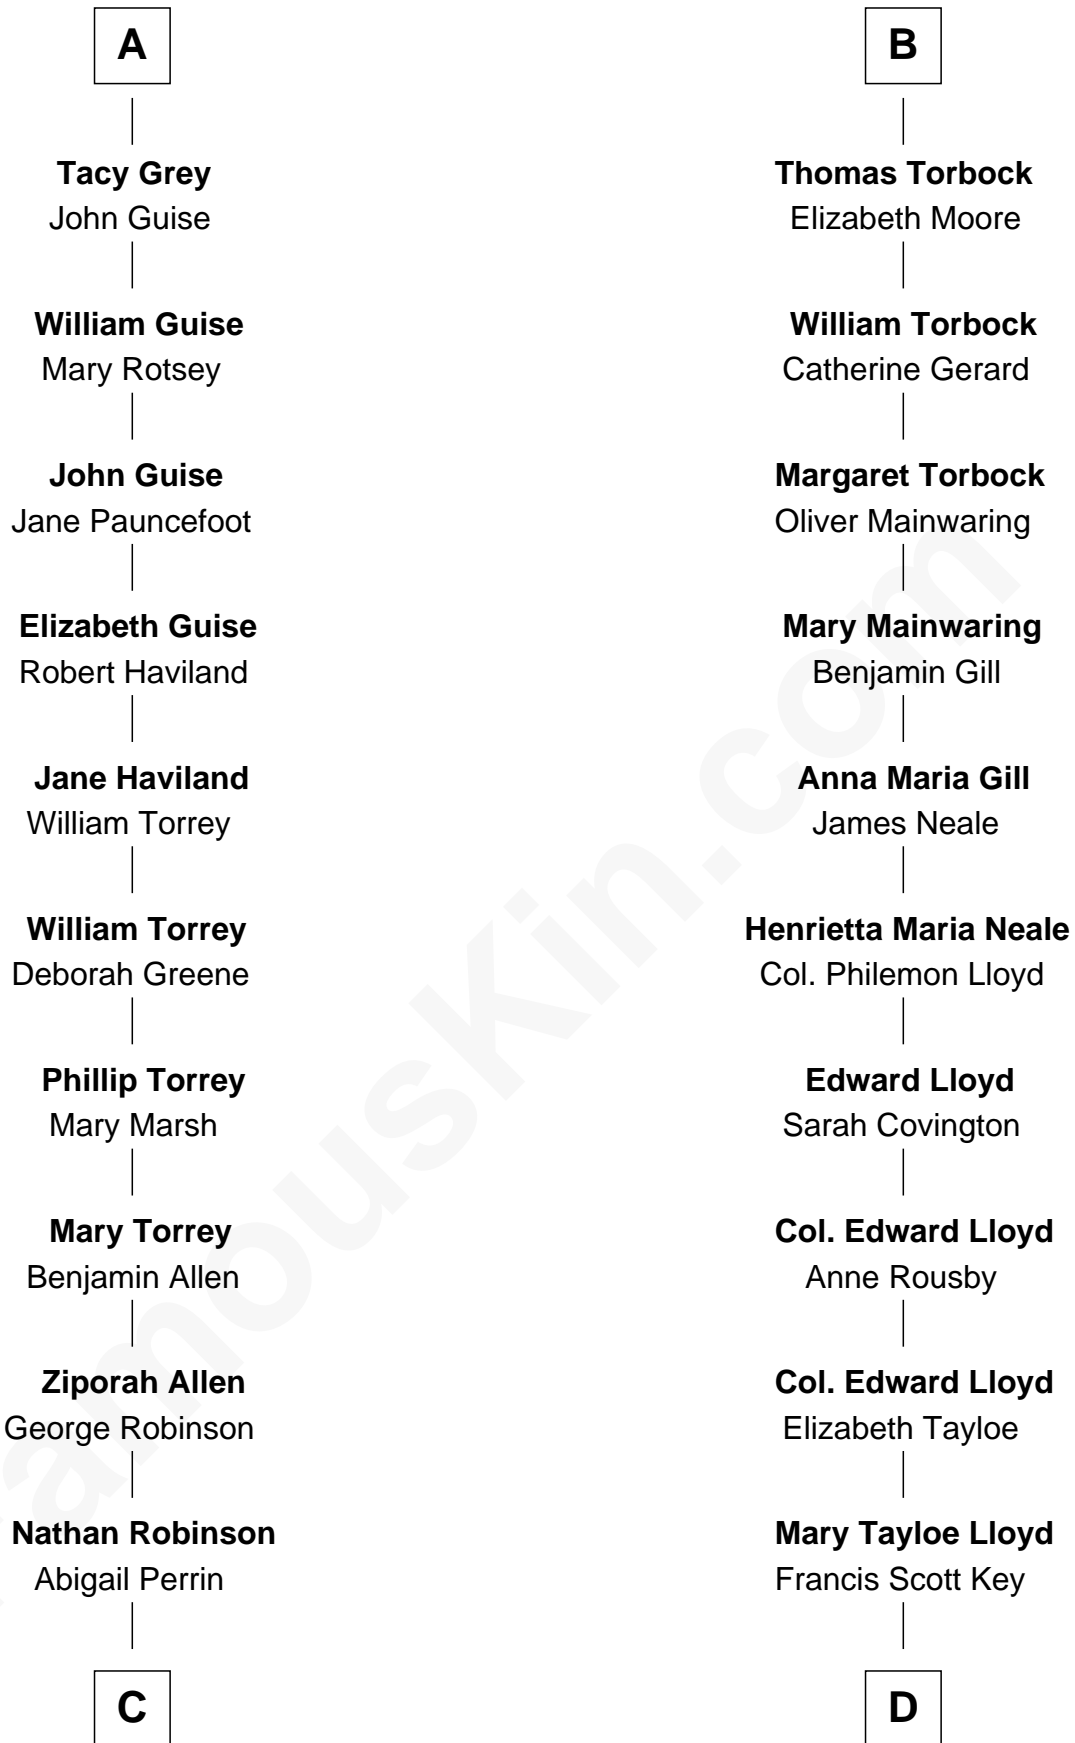 A
Tacy Grey
John Guise
William Guise
Mary Rotsey
John Guise
Jane Pauncefoot
Elizabeth Guise
Robert Haviland
Jane Haviland
William Torrey
William Torrey
Deborah Greene
Phillip Torrey
Mary Marsh
Mary Torrey
Benjamin Allen
Ziporah Allen
George Robinson
Nathan Robinson
Abigail Perrin
C
B
Thomas Torbock
Elizabeth Moore
William Torbock
Catherine Gerard
Margaret Torbock
Oliver Mainwaring
Mary Mainwaring
Benjamin Gill
Anna Maria Gill
James Neale
Henrietta Maria Neale
Col. Philemon Lloyd
Edward Lloyd
Sarah Covington
Col. Edward Lloyd
Anne Rousby
Col. Edward Lloyd
Elizabeth Tayloe
Mary Tayloe Lloyd
Francis Scott Key
D
FamousKin.com